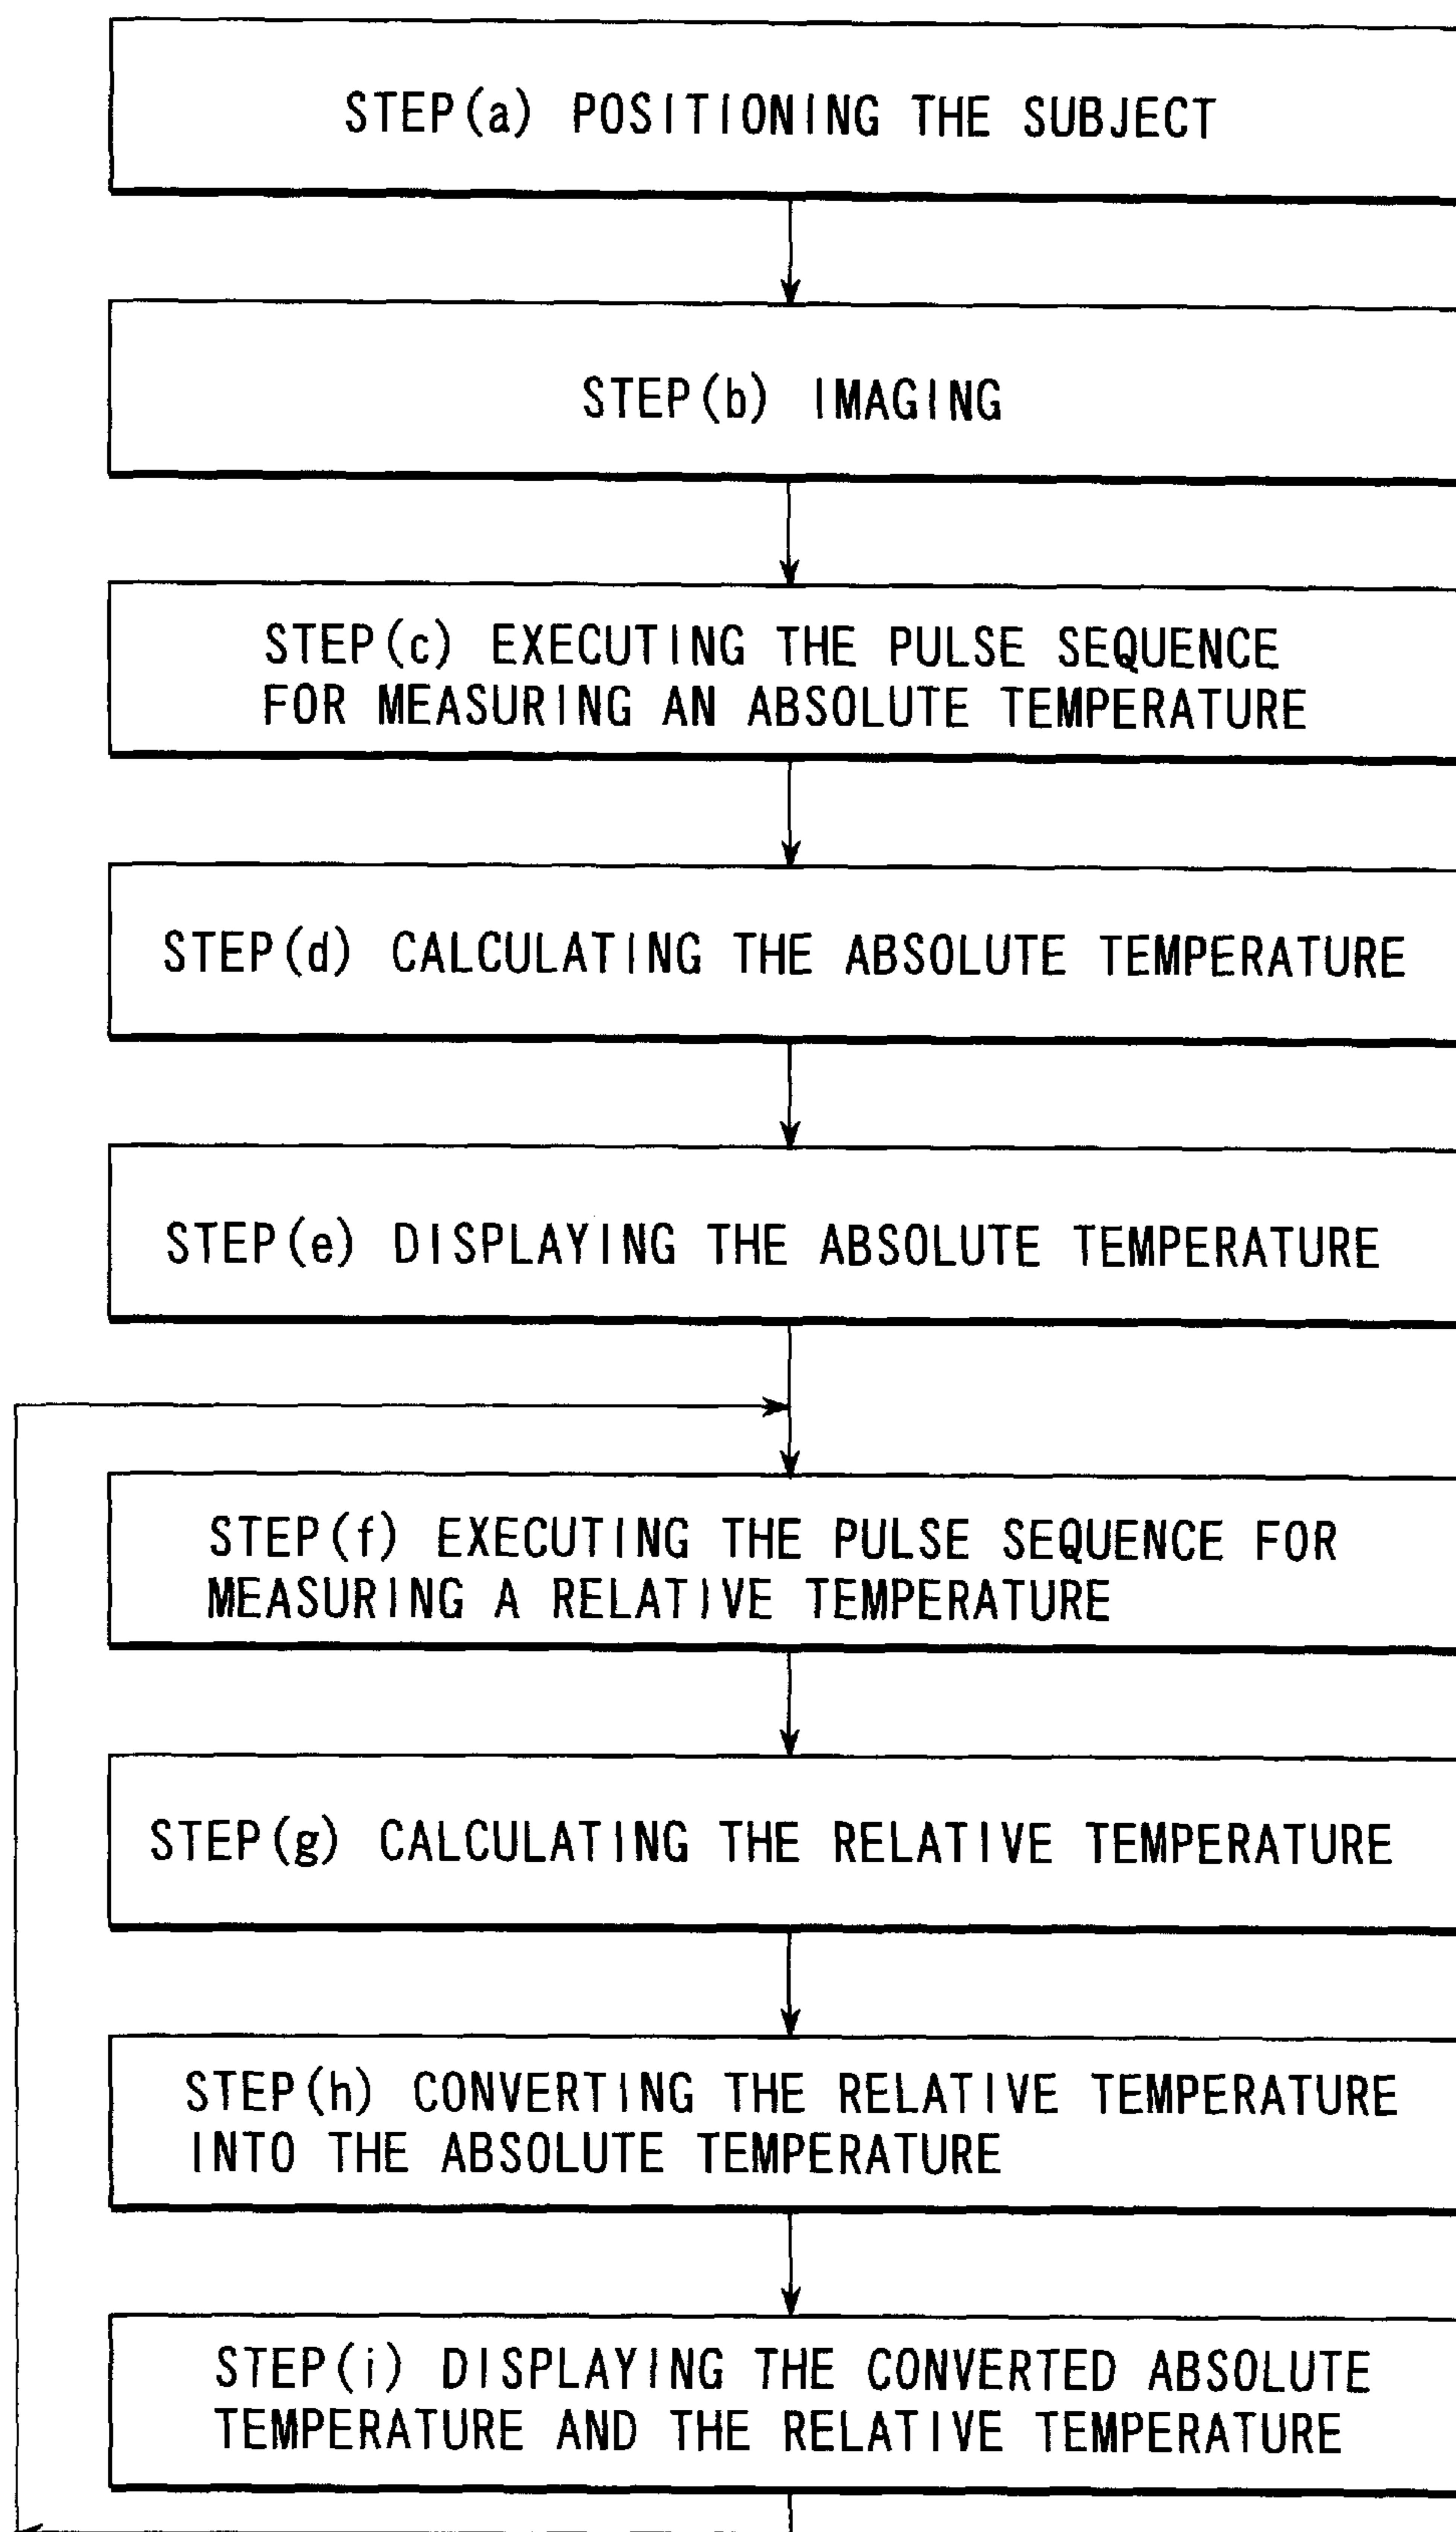 STEP(a) POSITIONING THE SUBJECT
STEP(b) IMAGING
STEP(c) EXECUTING THE PULSE SEQUENCE
FOR MEASURING AN ABSOLUTE TEMPERATURE
STEP(d) CALCULATING THE ABSOLUTE TEMPERATURE
STEP(e) DISPLAYING THE ABSOLUTE TEMPERATURE
STEP(f) EXECUTING THE PULSE SEQUENCE FOR
MEASURING A RELATIVE TEMPERATURE
STEP(g) CALCULATING THE RELATIVE TEMPERATURE
STEP(h) CONVERTING THE RELATIVE TEMPERATURE
INTO THE ABSOLUTE TEMPERATURE
STEP(i) DISPLAYING THE CONVERTED ABSOLUTE
TEMPERATURE AND THE RELATIVE TEMPERATURE